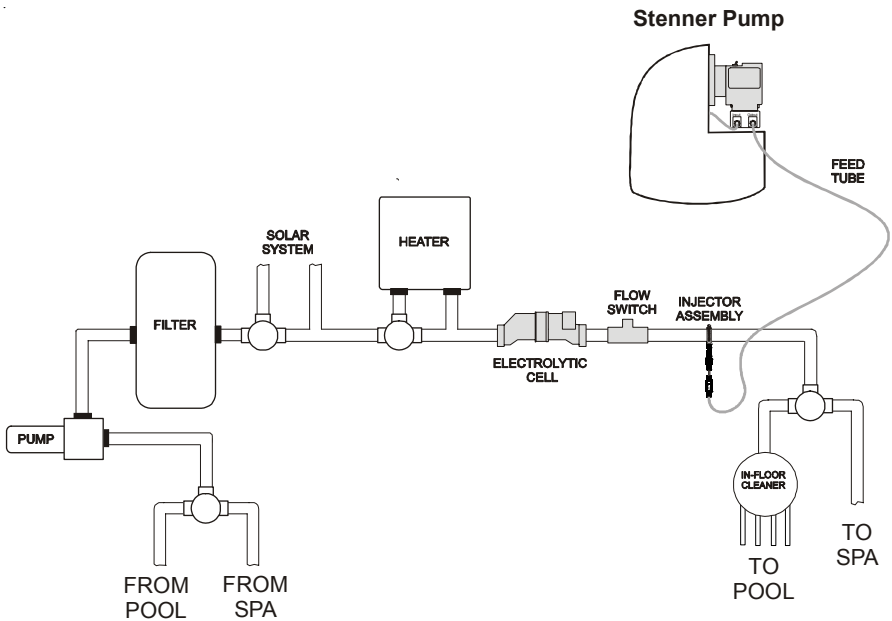 Stenner Pump
FEED
TUBE
SOLAR
SYSTEM
HEATER
FLOW
SWITCH
INJECTOR
ASSEMBLY
FILTER
ELECTROLYTIC
CELL
PUMP
IN-FLOOR
CLEANER
TO
SPA
TO
POOL
FROM
POOL
FROM
SPA